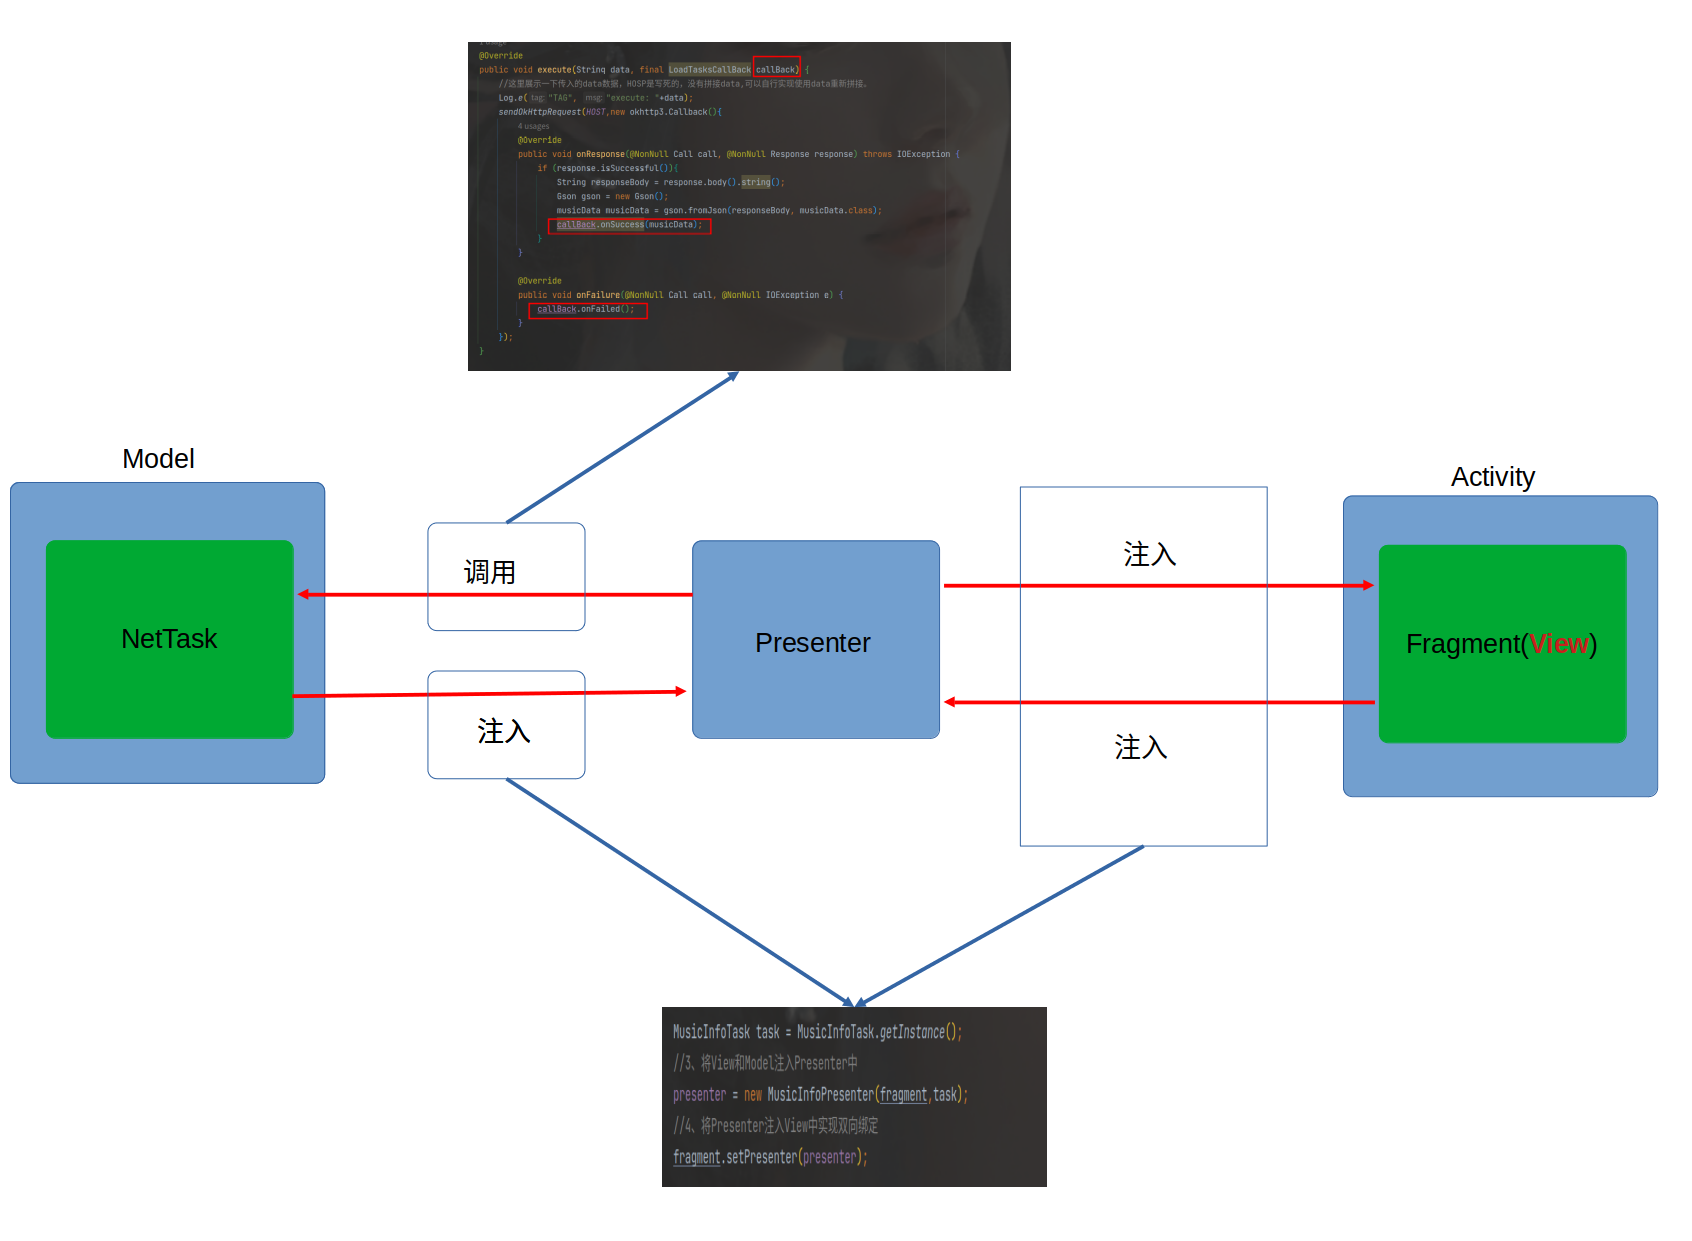 1 usage
@Override
public void execute(String data, final LoadTasksCallBack callBack) {
//这里展示一下传入的data数据，HOSP是写死的，没有拼接data,可以自行实现使用data重新拼接。
Log.e( tag: "TAG", msg: "execute: "+data);
sendOkHttpRequest(HOST,new okhttp3.Callback(){
4 usages
@Override
public void onResponse(@NonNull Call call, @NonNull Response response) throws IOException {
if (response.isSuccessful()){
String responseBody = response.body().string();
Gson gson = new Gson();
musicData musicData = gson.fromJson(responseBody, musicData.class);
callBack.onSuccess(musicData);
}
}
@Override
public void onFailure(@NonNull Call call, @NonNull IOException e) {
callBack.onFailed();
}
});
}
Model
Activity
调用
注入
NetTask
Presenter
Fragment(View)
注入
注入
MusicInfoTask task = MusicInfoTask.getInstance();
//3、将View和Model注入Presenter中
presenter = new MusicInfoPresenter(fragment,task);
//4、将Presenter注入View中实现双向绑定
fragment.setPresenter(presenter);